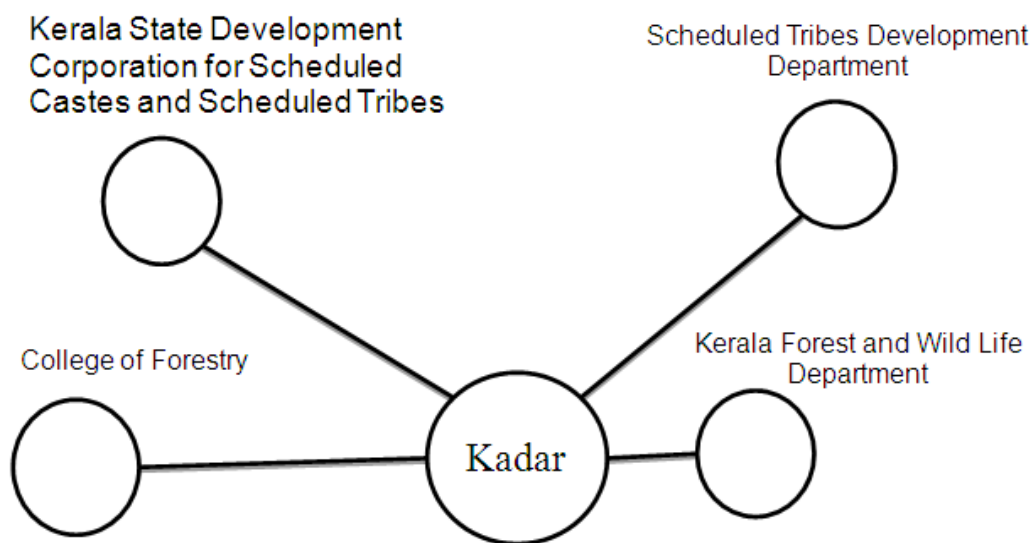 Kerala State Development
Corporation for Scheduled
Castes and Scheduled Tribes
Scheduled Tribes Development
Department
College of Forestry
Kerala Forest and Wild Life
Department
Kadar